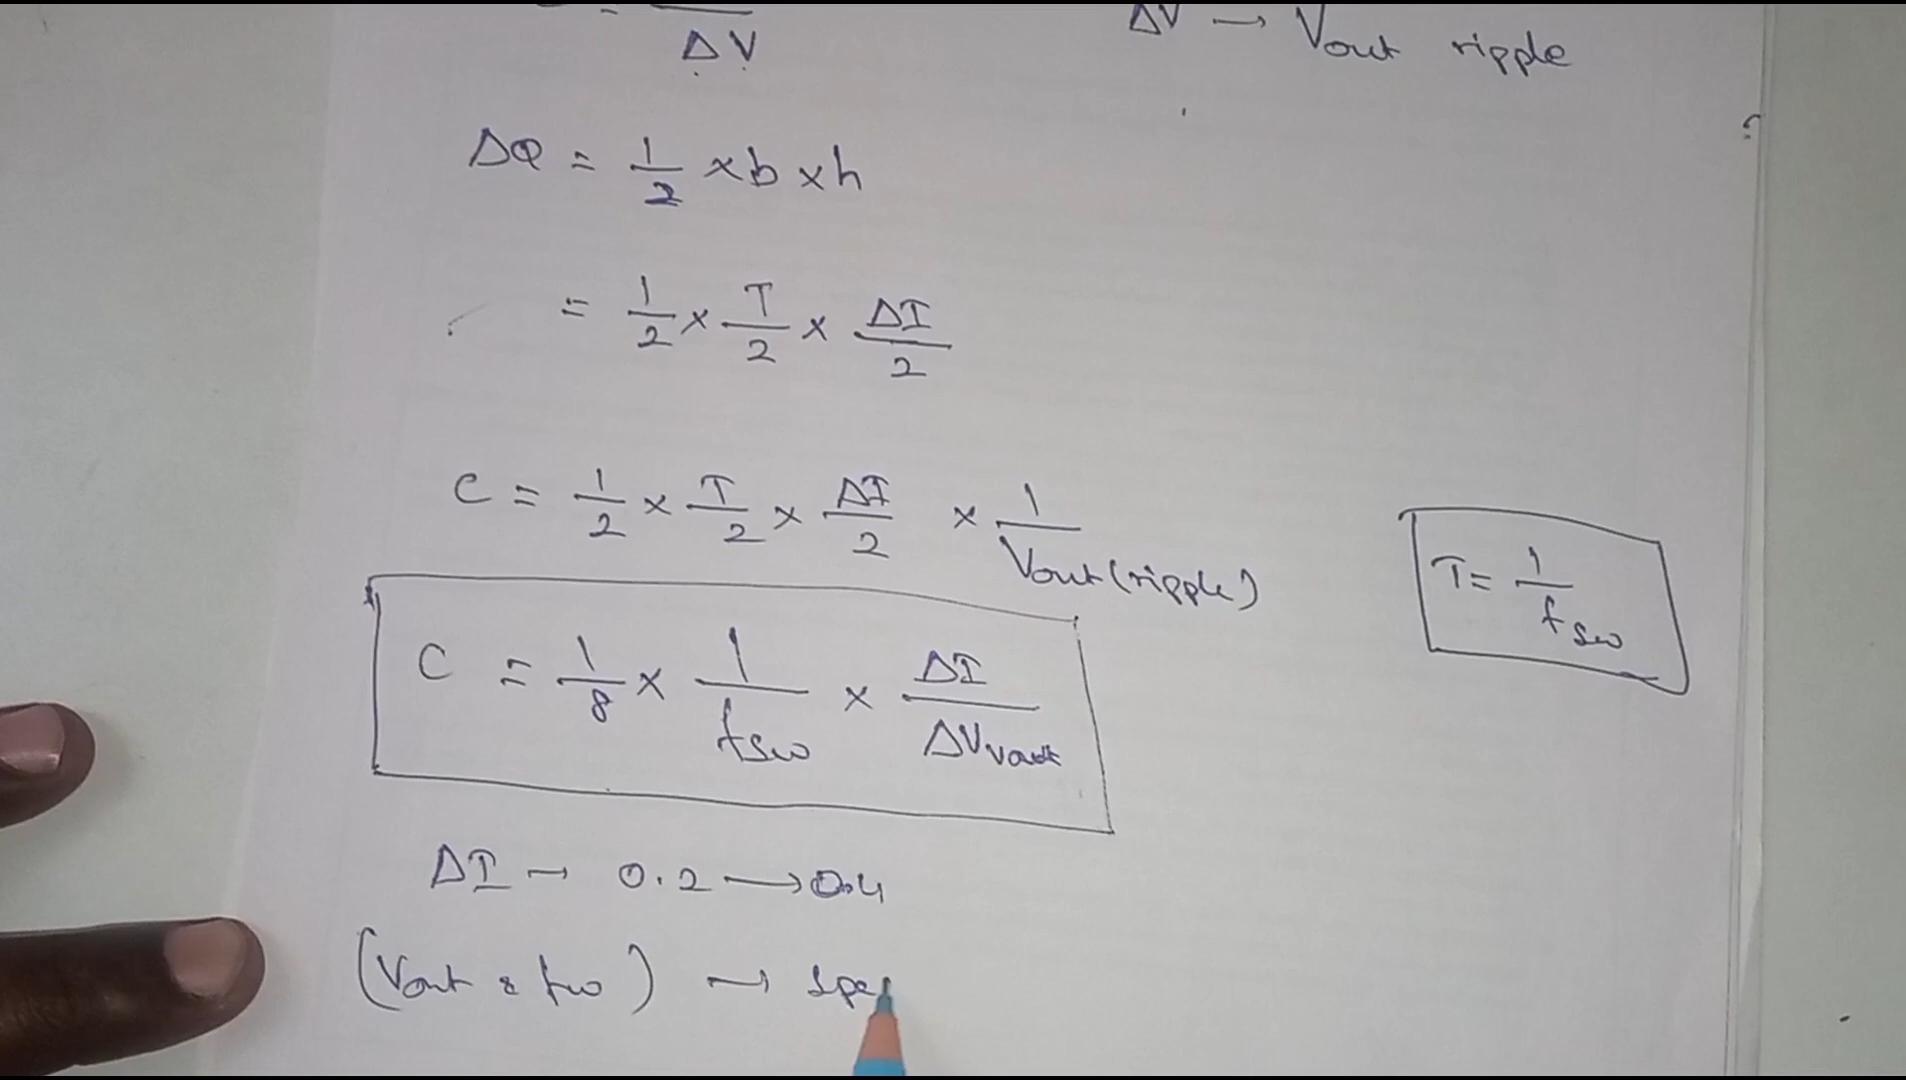 ΔV → Vout ripple
ΔV
ΔQ = 1/2 × b × h
= 1/2 × T/2 × ΔI/2
C = 1/2 × T/2 × ΔI/2 × 1/Vout(ripple)
T = 1/fsw
C = 1/8 × 1/fsw × ΔI/ΔVvout
ΔI → 0.2 → 0.4
(Vout & fsw) → spe